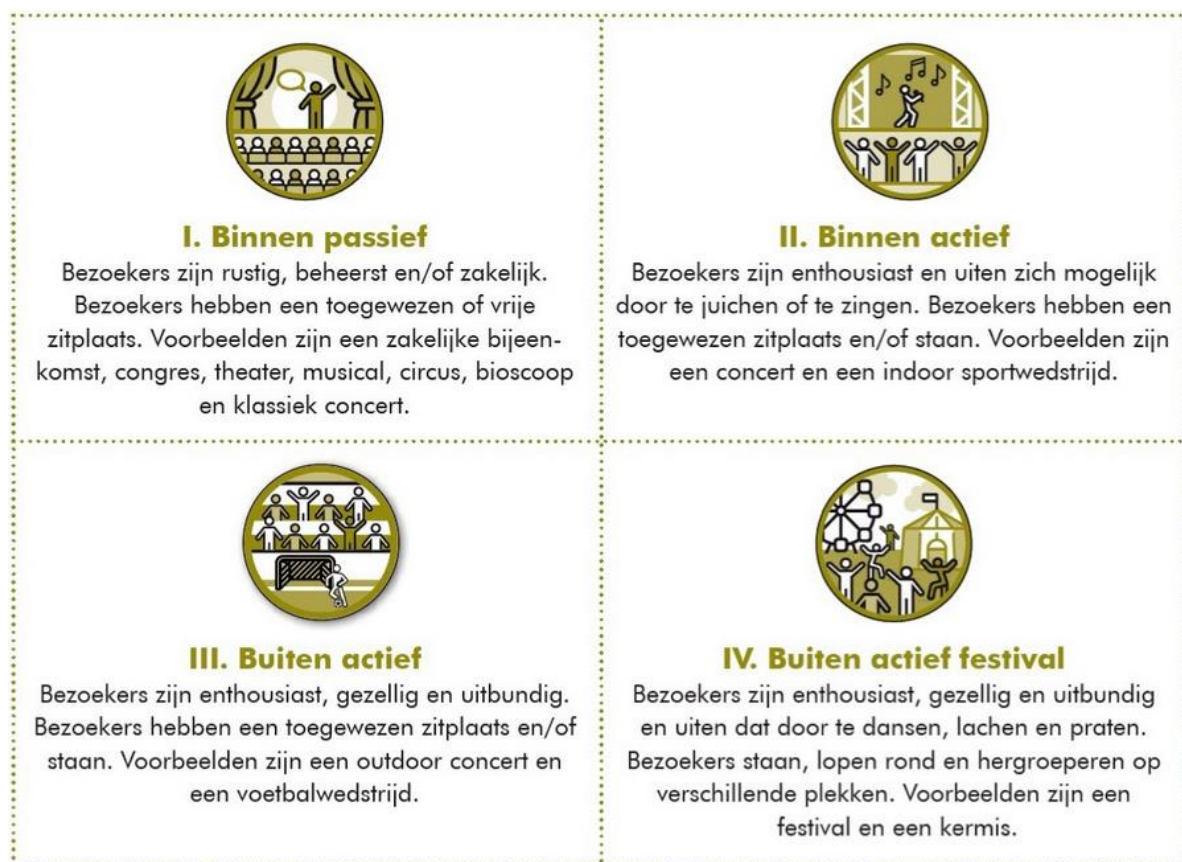 I. Binnen passief
Bezoekers zijn rustig, beheerst en/of zakelijk.
Bezoekers hebben een toegewezen of vrije
zitplaats. Voorbeelden zijn een zakelijke bijeen-
komst, congres, theater, musical, circus, bioscoop
en klassiek concert.
II. Binnen actief
Bezoekers zijn enthousiast en uiten zich mogelijk
door te juichen of te zingen. Bezoekers hebben een
toegewezen zitplaats en/of staan. Voorbeelden zijn
een concert en een indoor sportwedstrijd.
III. Buiten actief
Bezoekers zijn enthousiast, gezellig en uitbundig.
Bezoekers hebben een toegewezen zitplaats en/of
staan. Voorbeelden zijn een outdoor concert en
een voetbalwedstrijd.
IV. Buiten actief festival
Bezoekers zijn enthousiast, gezellig en uitbundig
en uiten dat door te dansen, lachen en praten.
Bezoekers staan, lopen rond en hergroeperen op
verschillende plekken. Voorbeelden zijn een
festival en een kermis.